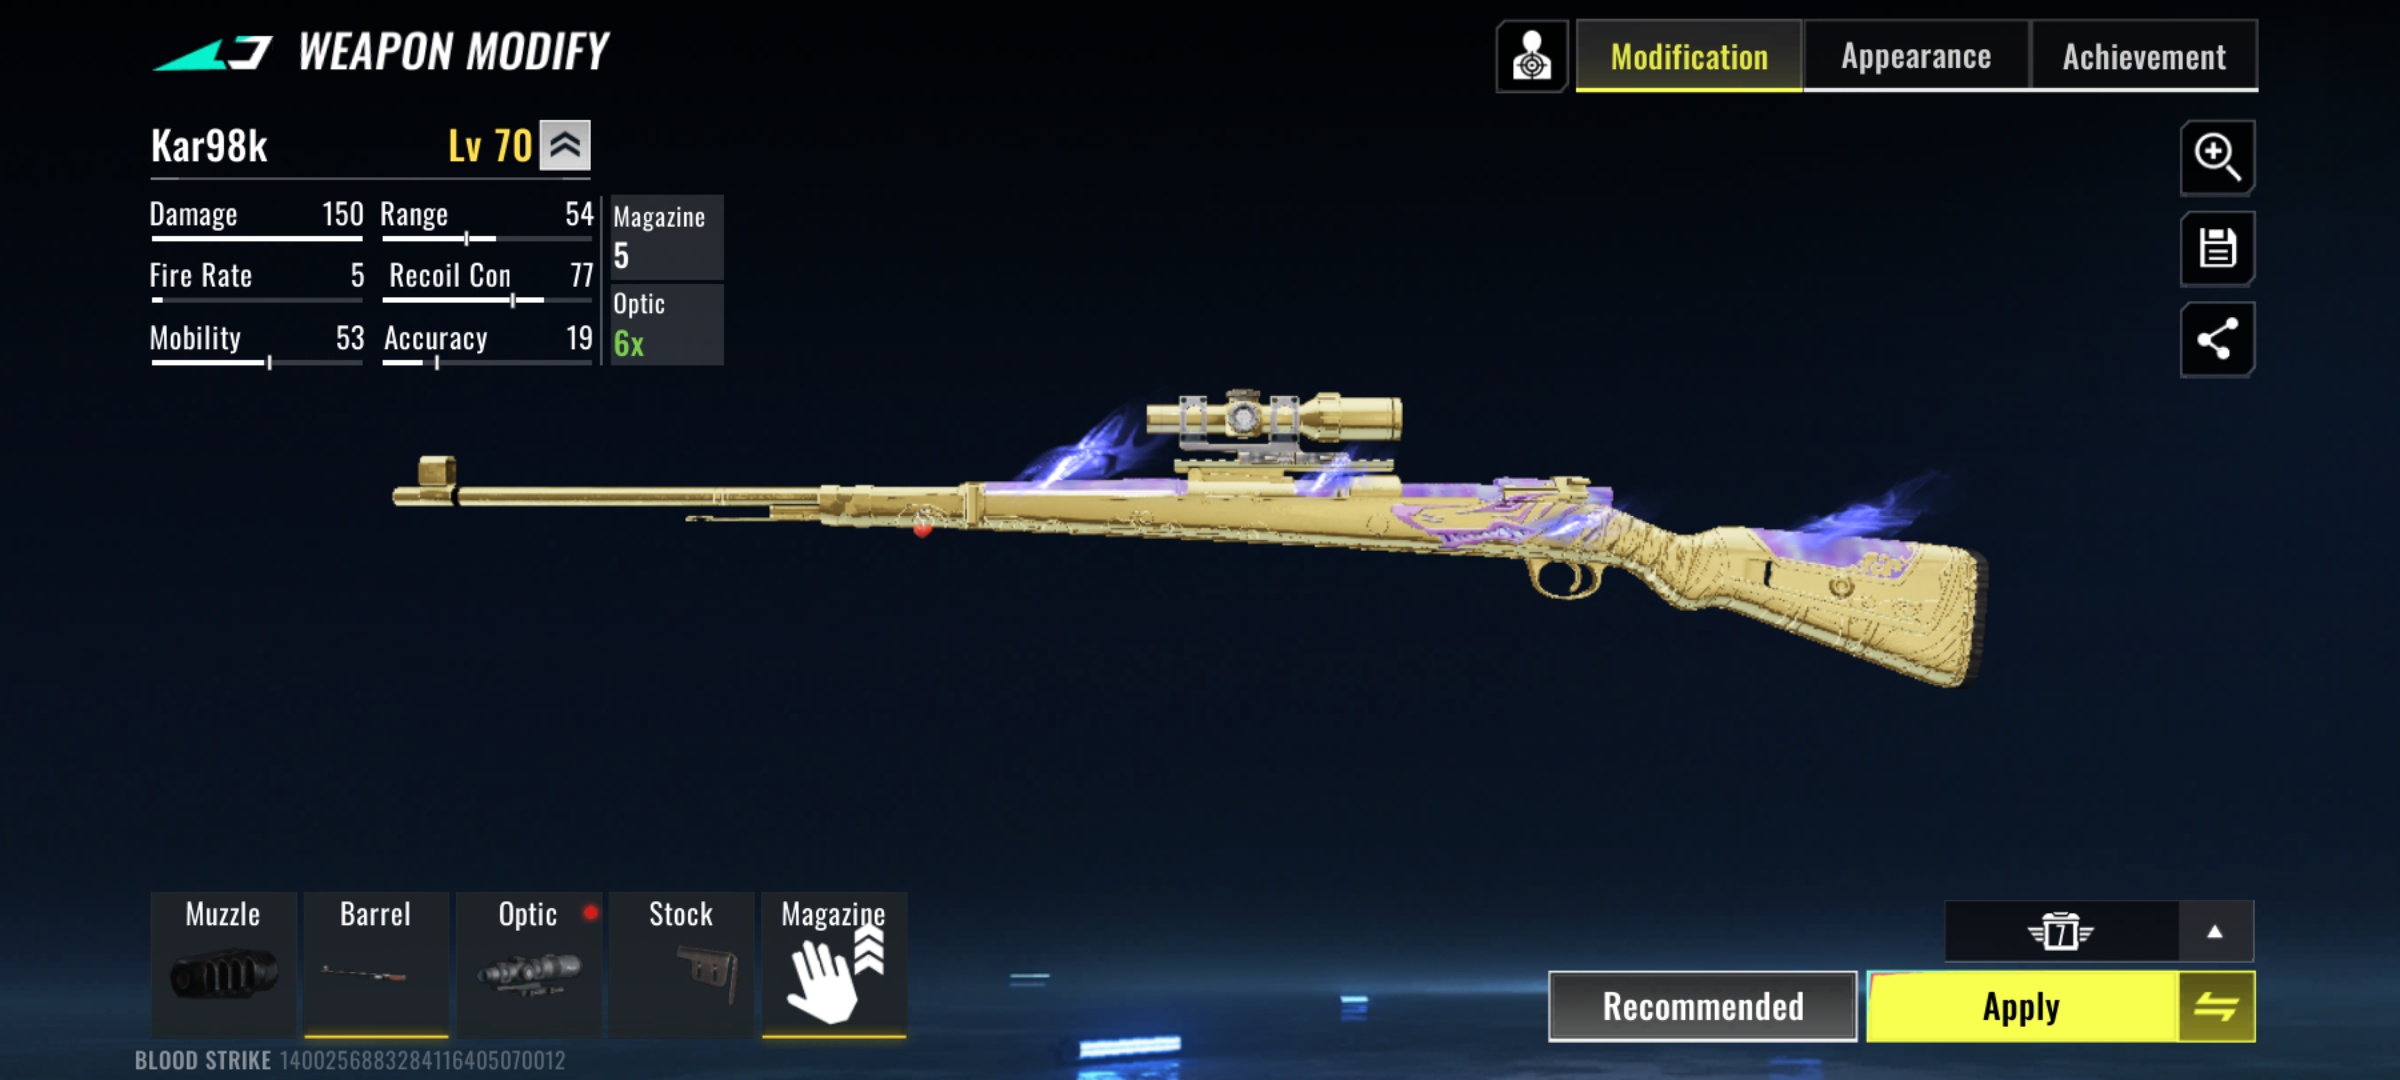 WEAPON MODIFY
Modification
Appearance
Achievement
Kar98k
Lv 70
Damage 150
Range 54
Magazine
5
Fire Rate 5
Recoil Con 77
Optic
6x
Mobility 53
Accuracy 19
Muzzle
Barrel
Optic
Stock
Magazine
7
Recommended
Apply
BLOOD STRIKE 1400256883284116405070012